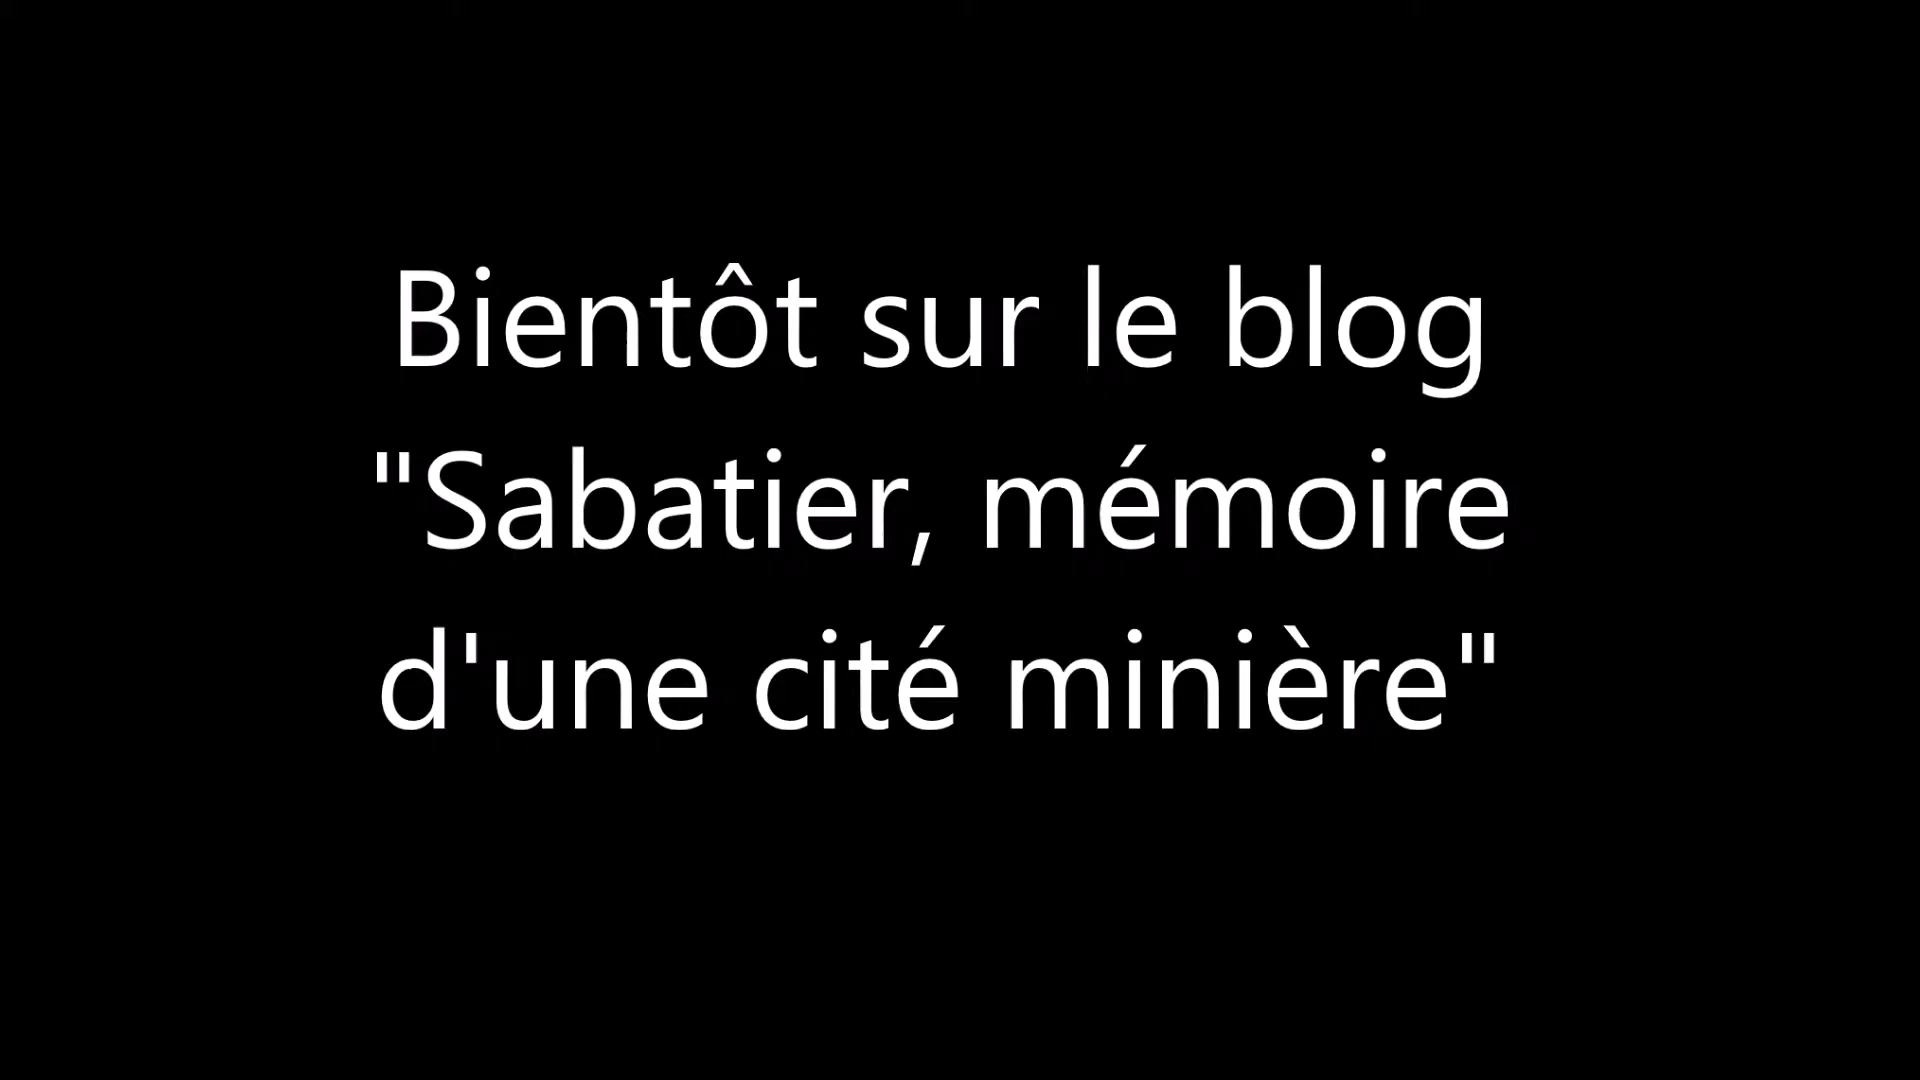 Bientôt sur le blog
"Sabatier, mémoire
d'une cité minière"